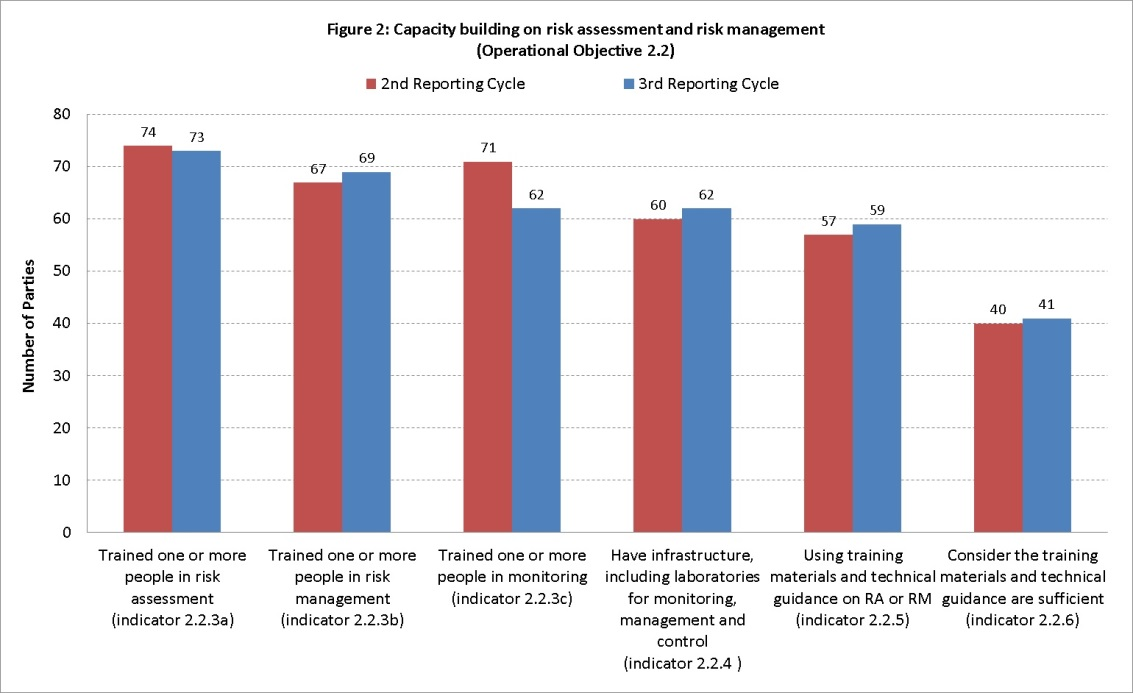 Figure 2: Capacity building on risk assessment and risk management
(Operational Objective 2.2)
2nd Reporting Cycle
3rd Reporting Cycle
Number of Parties
80
70
60
50
40
30
20
10
0
74
73
67
69
71
62
60
62
57
59
40
41
Trained one or more
people in risk
assessment
(indicator 2.2.3a)
Trained one or more
people in risk
management
(indicator 2.2.3b)
Trained one or more
people in monitoring
(indicator 2.2.3c)
Have infrastructure,
including laboratories
for monitoring,
management and
control
(indicator 2.2.4 )
Using training
materials and technical
guidance on RA or RM
(indicator 2.2.5)
Consider the training
materials and technical
guidance are sufficient
(indicator 2.2.6)